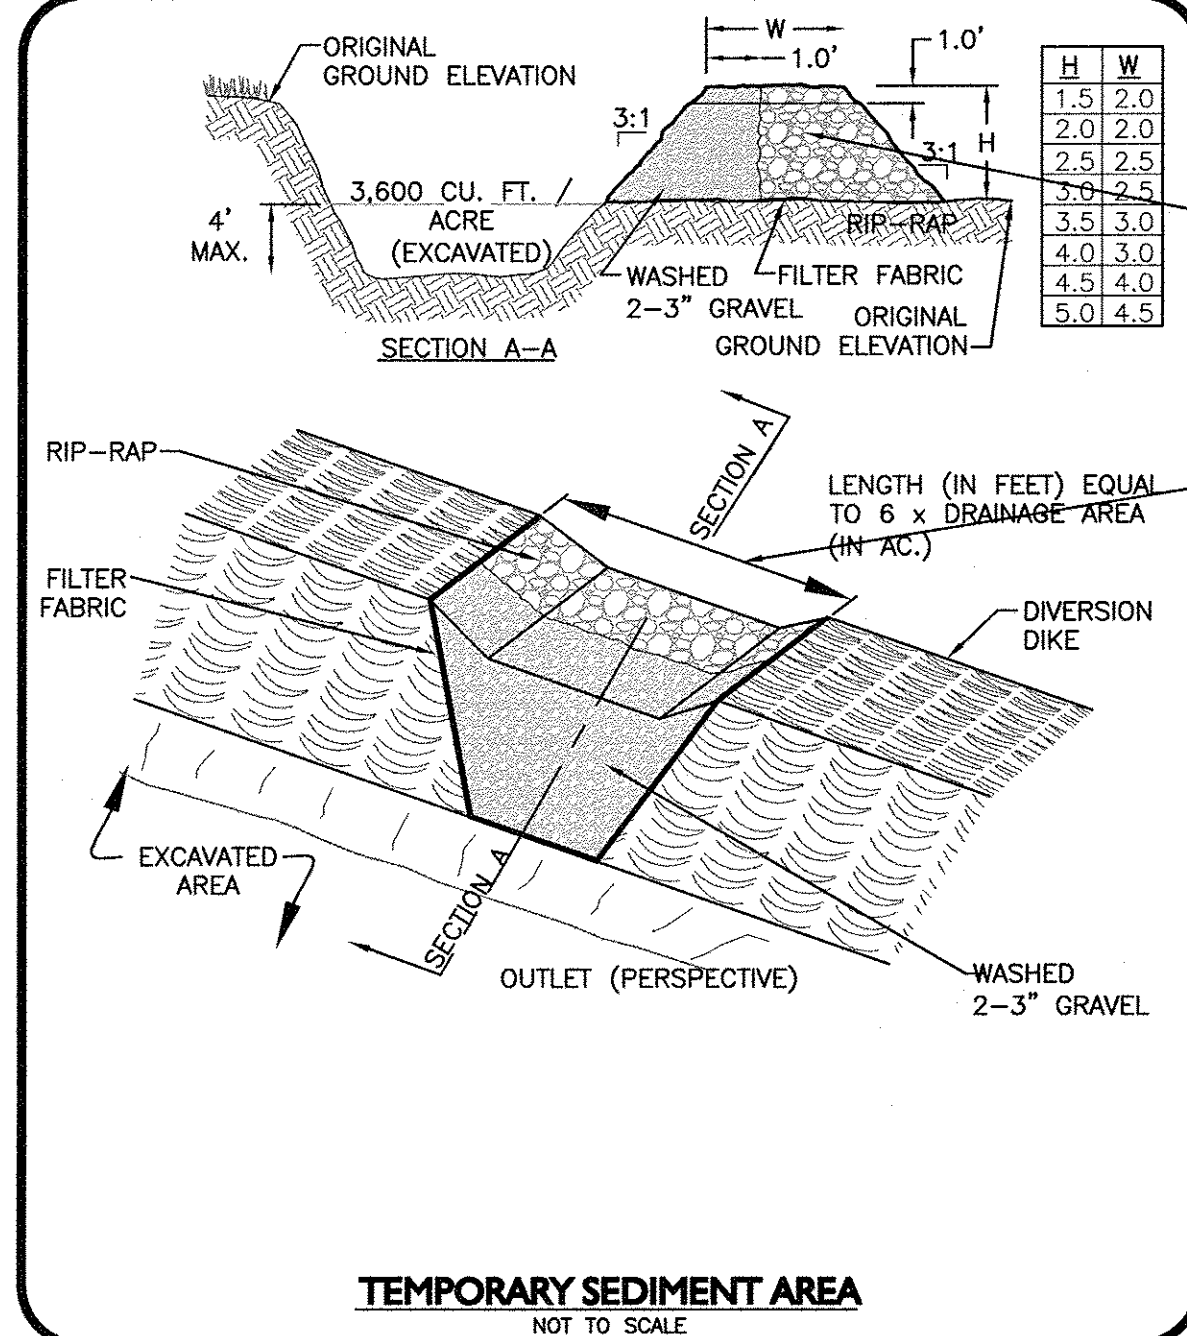 ORIGINAL
GROUND ELEVATION
W
1.0'
1.0'
3:1
3:1
H
H W
1.5 2.0
2.0 2.0
2.5 2.5
3.0 2.5
3.5 3.0
4.0 3.0
4.5 4.0
5.0 4.5
4'
MAX.
3,600 CU. FT. /
ACRE
(EXCAVATED)
RIP-RAP
WASHED
2-3" GRAVEL
FILTER FABRIC
ORIGINAL
GROUND ELEVATION
SECTION A-A
RIP-RAP
SECTION A
LENGTH (IN FEET) EQUAL
TO 6 x DRAINAGE AREA
(IN AC.)
FILTER
FABRIC
DIVERSION
DIKE
EXCAVATED
AREA
SECTION A
OUTLET (PERSPECTIVE)
WASHED
2-3" GRAVEL
TEMPORARY SEDIMENT AREA
NOT TO SCALE